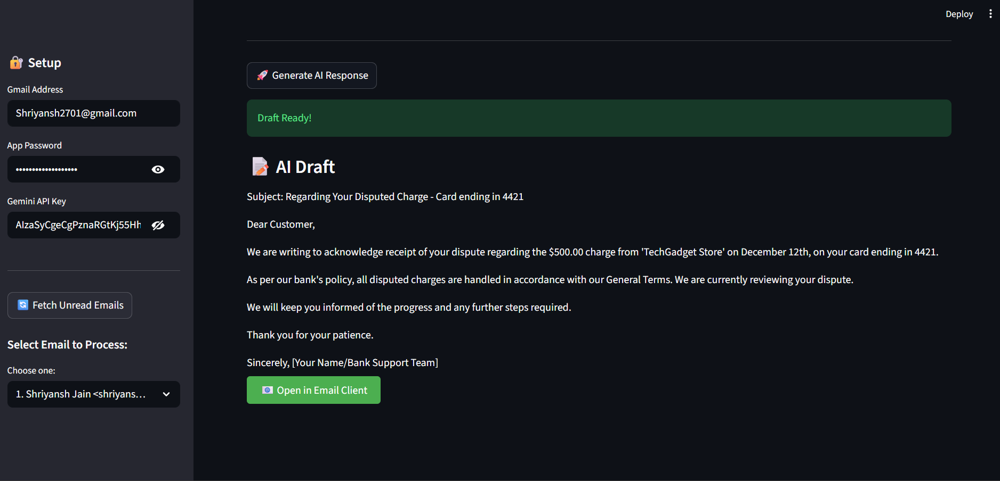 Deploy
Setup
Gmail Address
Shriyansh2701@gmail.com
App Password
•••••••••••••••••••
Gemini API Key
AIzaSyCgeCgPznaRGtKj55Hh
Fetch Unread Emails
Select Email to Process:
Choose one:
1. Shriyansh Jain <shriyans...
Generate AI Response
Draft Ready!
AI Draft
Subject: Regarding Your Disputed Charge - Card ending in 4421
Dear Customer,
We are writing to acknowledge receipt of your dispute regarding the $500.00 charge from 'TechGadget Store' on December 12th, on your card ending in 4421.
As per our bank's policy, all disputed charges are handled in accordance with our General Terms. We are currently reviewing your dispute.
We will keep you informed of the progress and any further steps required.
Thank you for your patience.
Sincerely, [Your Name/Bank Support Team]
Open in Email Client